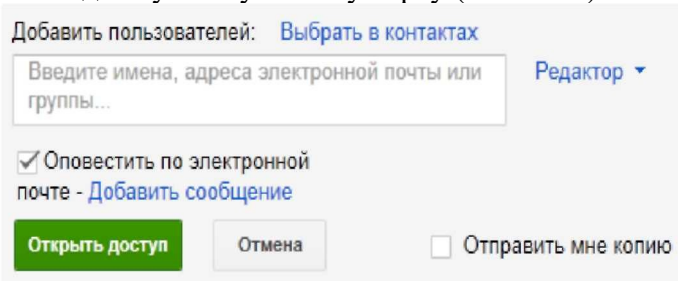 Добавить пользователей: Выбрать в контактах
Введите имена, адреса электронной почты или Редактор
группы...
Оповестить по электронной
почте - Добавить сообщение
Открыть доступ Отмена Отправить мне копию